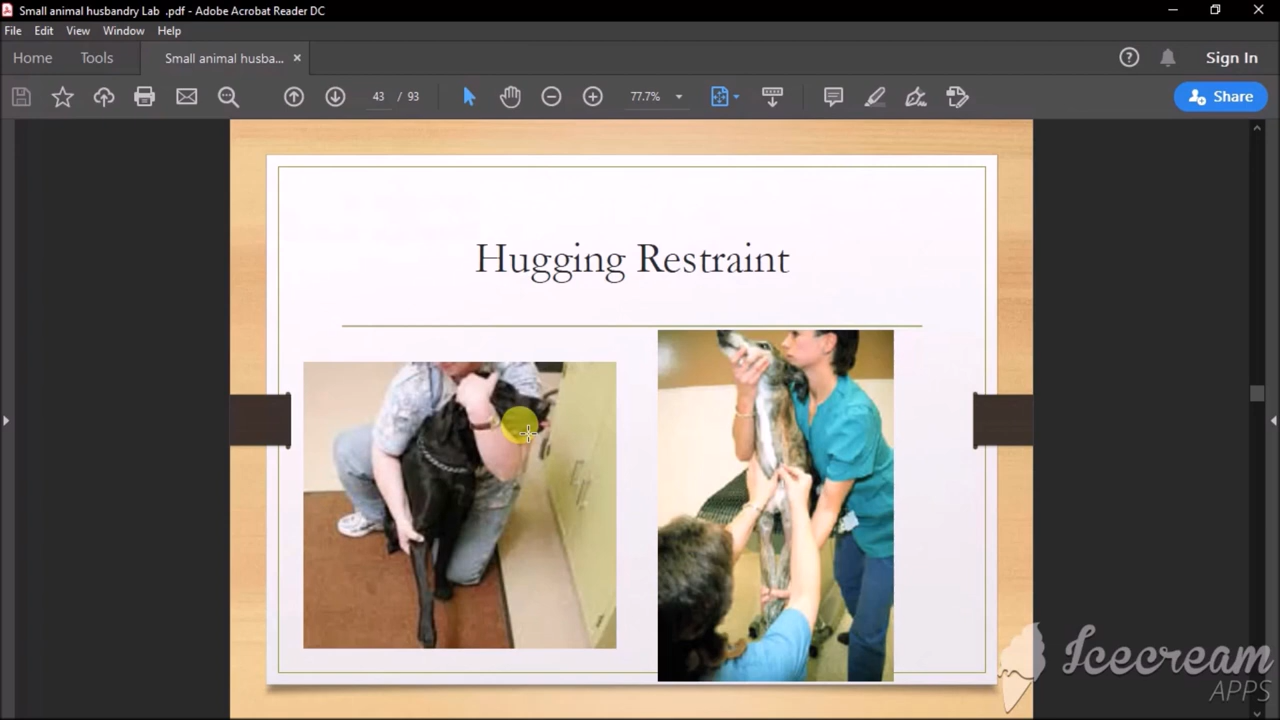 Small animal husbandry Lab .pdf - Adobe Acrobat Reader DC
File Edit View Window Help
Home Tools Small animal husba...
Sign In
43 / 93
77.7%
Share
Hugging Restraint
Icecream
APPS